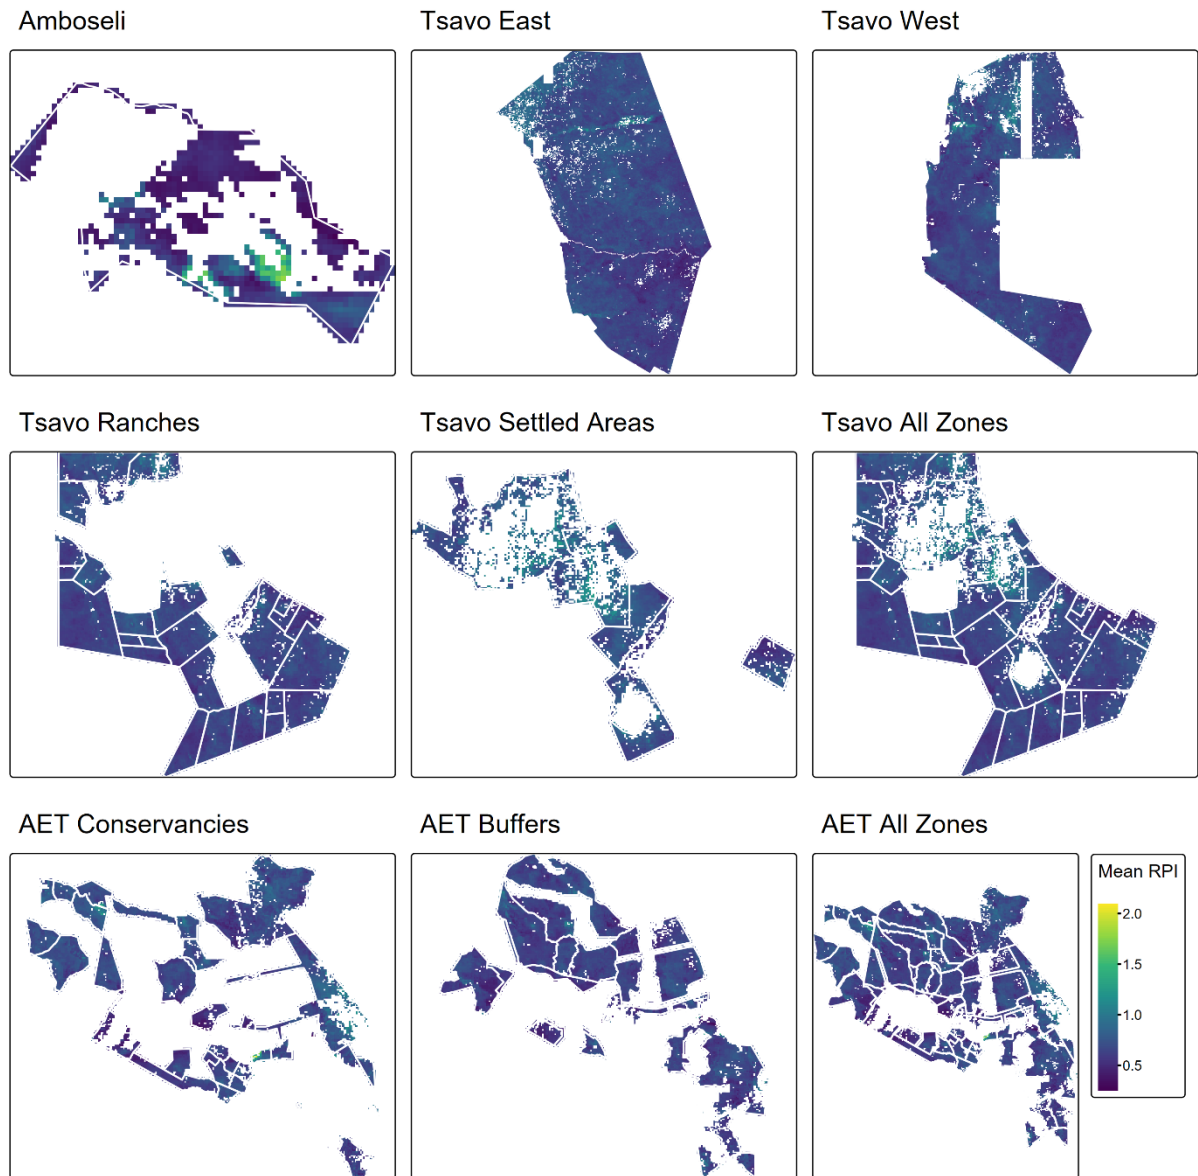 Amboseli
Tsavo East
Tsavo West
Tsavo Ranches
Tsavo Settled Areas
Tsavo All Zones
AET Conservancies
AET Buffers
AET All Zones
Mean RPI
2.0
1.5
1.0
0.5